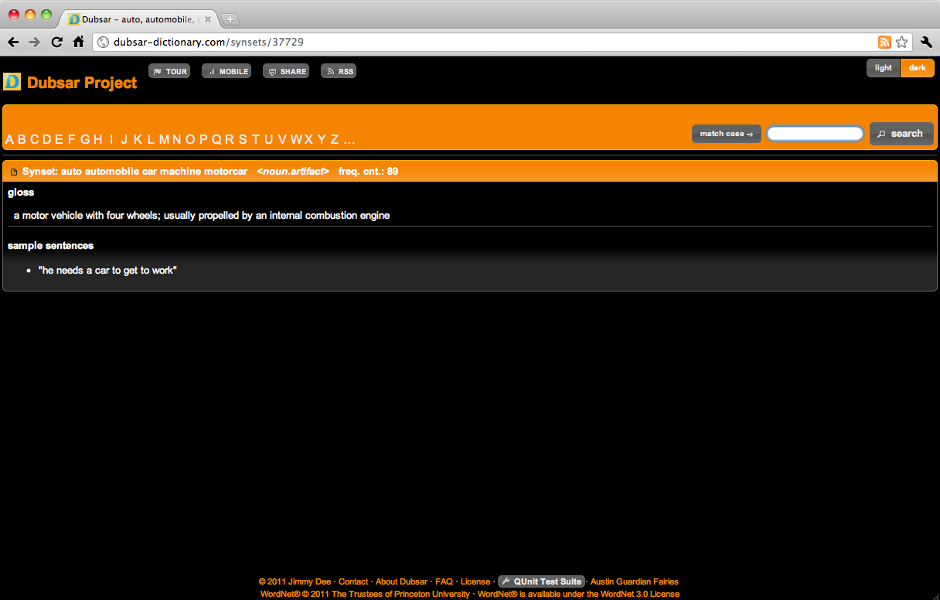 Dubsar – auto, automobile, c
dubsar-dictionary.com/synsets/37729
Dubsar Project
TOUR
MOBILE
SHARE
RSS
light
dark
A B C D E F G H I J K L M N O P Q R S T U V W X Y Z ...
match case →
search
Synset: auto automobile car machine motorcar <noun.artifact> freq. cnt.: 89
gloss
a motor vehicle with four wheels; usually propelled by an internal combustion engine
sample sentences
• "he needs a car to get to work"
© 2011 Jimmy Dee · Contact · About Dubsar · FAQ · License · QUnit Test Suite · Austin Guardian Fairies
WordNet® © 2011 The Trustees of Princeton University · WordNet® is available under the WordNet 3.0 License